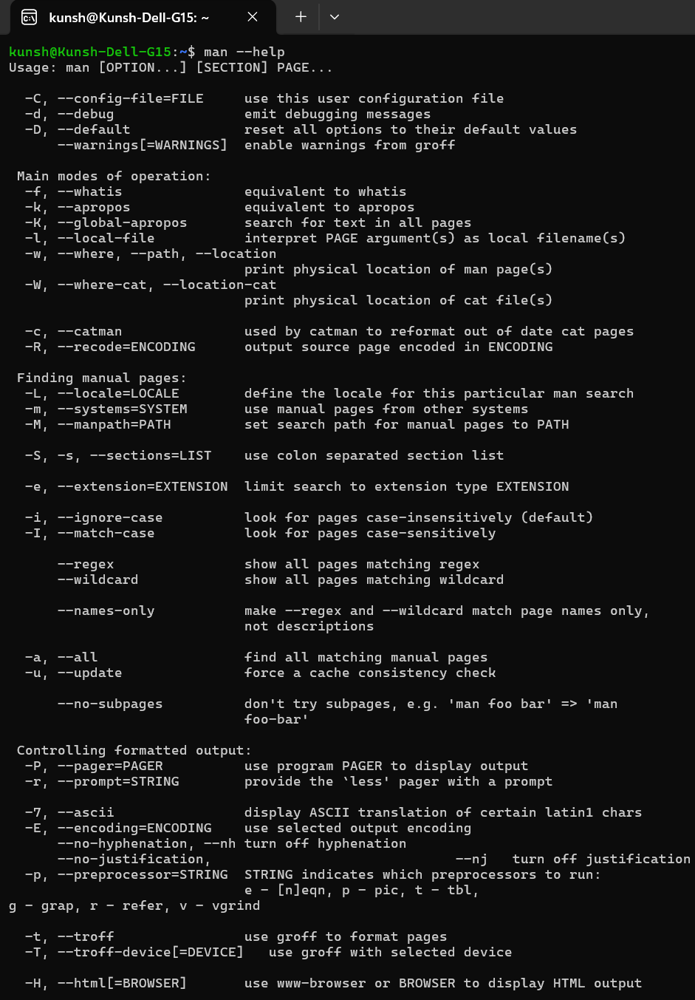 kunsh@Kunsh-Dell-G15: ~
kunsh@Kunsh-Dell-G15:~$ man --help
Usage: man [OPTION...] [SECTION] PAGE...

  -C, --config-file=FILE     use this user configuration file
  -d, --debug                emit debugging messages
  -D, --default              reset all options to their default values
      --warnings[=WARNINGS]  enable warnings from groff

 Main modes of operation:
  -f, --whatis               equivalent to whatis
  -k, --apropos              equivalent to apropos
  -K, --global-apropos       search for text in all pages
  -l, --local-file           interpret PAGE argument(s) as local filename(s)
  -w, --where, --path, --location
                             print physical location of man page(s)
  -W, --where-cat, --location-cat
                             print physical location of cat file(s)

  -c, --catman               used by catman to reformat out of date cat pages
  -R, --recode=ENCODING      output source page encoded in ENCODING

 Finding manual pages:
  -L, --locale=LOCALE        define the locale for this particular man search
  -m, --systems=SYSTEM       use manual pages from other systems
  -M, --manpath=PATH         set search path for manual pages to PATH

  -S, -s, --sections=LIST    use colon separated section list

  -e, --extension=EXTENSION  limit search to extension type EXTENSION

  -i, --ignore-case          look for pages case-insensitively (default)
  -I, --match-case           look for pages case-sensitively

      --regex                show all pages matching regex
      --wildcard             show all pages matching wildcard

      --names-only           make --regex and --wildcard match page names only,
                             not descriptions

  -a, --all                  find all matching manual pages
  -u, --update               force a cache consistency check

      --no-subpages          don't try subpages, e.g. 'man foo bar' => 'man
                             foo-bar'

 Controlling formatted output:
  -P, --pager=PAGER          use program PAGER to display output
  -r, --prompt=STRING        provide the `less' pager with a prompt

  -7, --ascii                display ASCII translation of certain latin1 chars
  -E, --encoding=ENCODING    use selected output encoding
      --no-hyphenation, --nh turn off hyphenation
      --no-justification,                              --nj   turn off justification
  -p, --preprocessor=STRING  STRING indicates which preprocessors to run:
                             e - [n]eqn, p - pic, t - tbl,
g - grap, r - refer, v - vgrind

  -t, --troff                use groff to format pages
  -T, --troff-device[=DEVICE]   use groff with selected device

  -H, --html[=BROWSER]       use www-browser or BROWSER to display HTML output